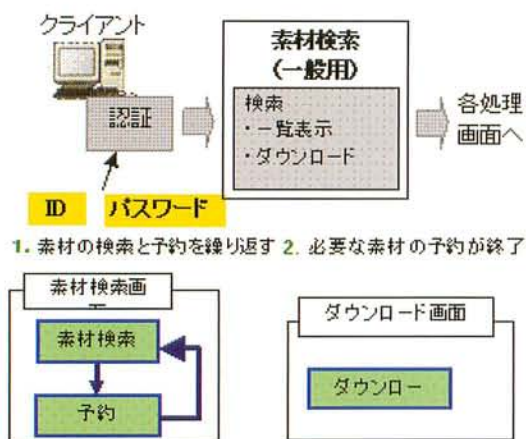 クライアント
認証
ID パスワード
素材検索
(一般用)
検索
・一覧表示
・ダウンロード
各処理
画面へ
1. 素材の検索と予約を繰り返す 2. 必要な素材の予約が終了
素材検索画
素材検索
予約
ダウンロード画面
ダウンロー